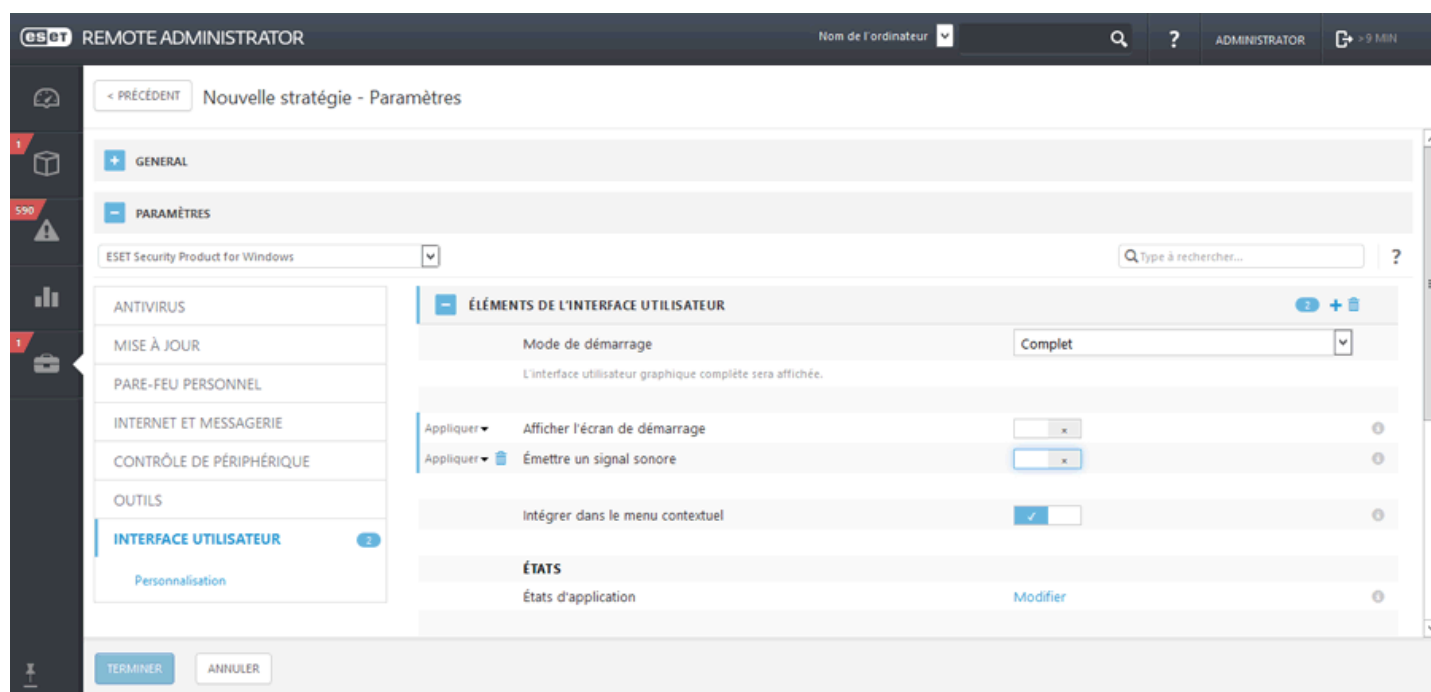 eset REMOTE ADMINISTRATOR
Nom de l'ordinateur
?
ADMINISTRATOR
>9 MIN
< PRÉCÉDENT
Nouvelle stratégie - Paramètres
1
590
1
+ GENERAL
− PARAMÈTRES
ESET Security Product for Windows
Type à rechercher...
?
ANTIVIRUS
MISE À JOUR
PARE-FEU PERSONNEL
INTERNET ET MESSAGERIE
CONTRÔLE DE PÉRIPHÉRIQUE
OUTILS
INTERFACE UTILISATEUR 2
Personnalisation
− ÉLÉMENTS DE L'INTERFACE UTILISATEUR 2 +
Mode de démarrage Complet
L'interface utilisateur graphique complète sera affichée.
Appliquer Afficher l'écran de démarrage ×
Appliquer Émettre un signal sonore ×
Intégrer dans le menu contextuel ✓
ÉTATS
États d'application Modifier
TERMINER
ANNULER